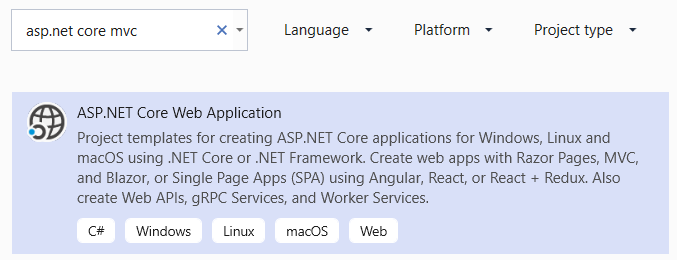 asp.net core mvc
Language
Platform
Project type
ASP.NET Core Web Application
Project templates for creating ASP.NET Core applications for Windows, Linux and
macOS using .NET Core or .NET Framework. Create web apps with Razor Pages, MVC,
and Blazor, or Single Page Apps (SPA) using Angular, React, or React + Redux. Also
create Web APIs, gRPC Services, and Worker Services.
C#
Windows
Linux
macOS
Web